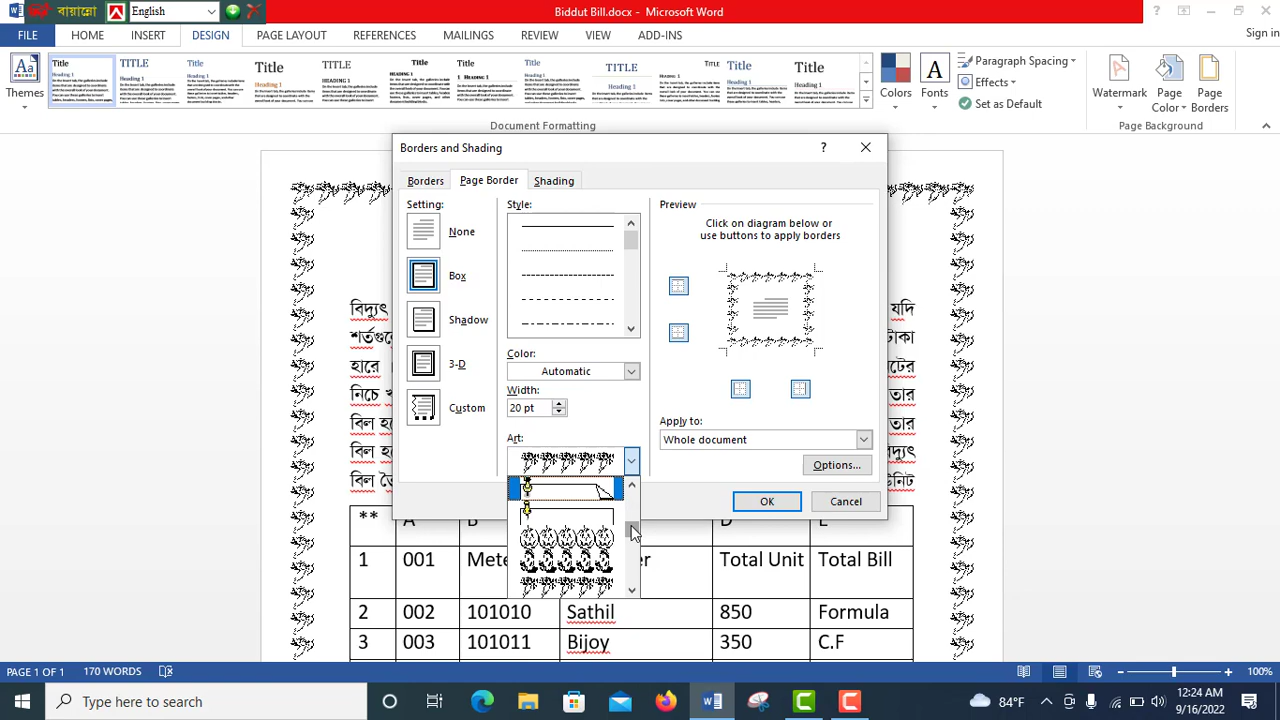 বায়ান্নো English Biddut Bill.docx - Microsoft Word
FILE HOME INSERT DESIGN PAGE LAYOUT REFERENCES MAILINGS REVIEW VIEW ADD-INS Sign in
Themes Colors Fonts Paragraph Spacing Effects Set as Default Watermark Page Color Page Borders
Document Formatting Page Background
Borders and Shading
Borders Page Border Shading
Setting: Style: Preview
None
Click on diagram below or
use buttons to apply borders
Box
Shadow
3-D
Custom
Color:
Automatic
Width:
20 pt
Art:
Apply to:
Whole document
Options...
OK Cancel
বিদ্যুৎ যদি
টাকা
হারে
নিচে তার
বিল তার
বিল
বিল
** A B D E
1 001 Total Unit Total Bill
2 002 101010 Sathil 850 Formula
3 003 101011 Bijoy 350 C.F
PAGE 1 OF 1 170 WORDS 100%
Type here to search 84°F 12:24 AM
9/16/2022